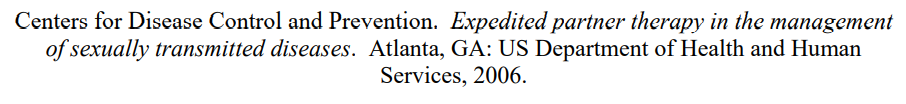 Centers for Disease Control and Prevention.  Expedited partner therapy in the management
of sexually transmitted diseases.  Atlanta, GA: US Department of Health and Human
Services, 2006.